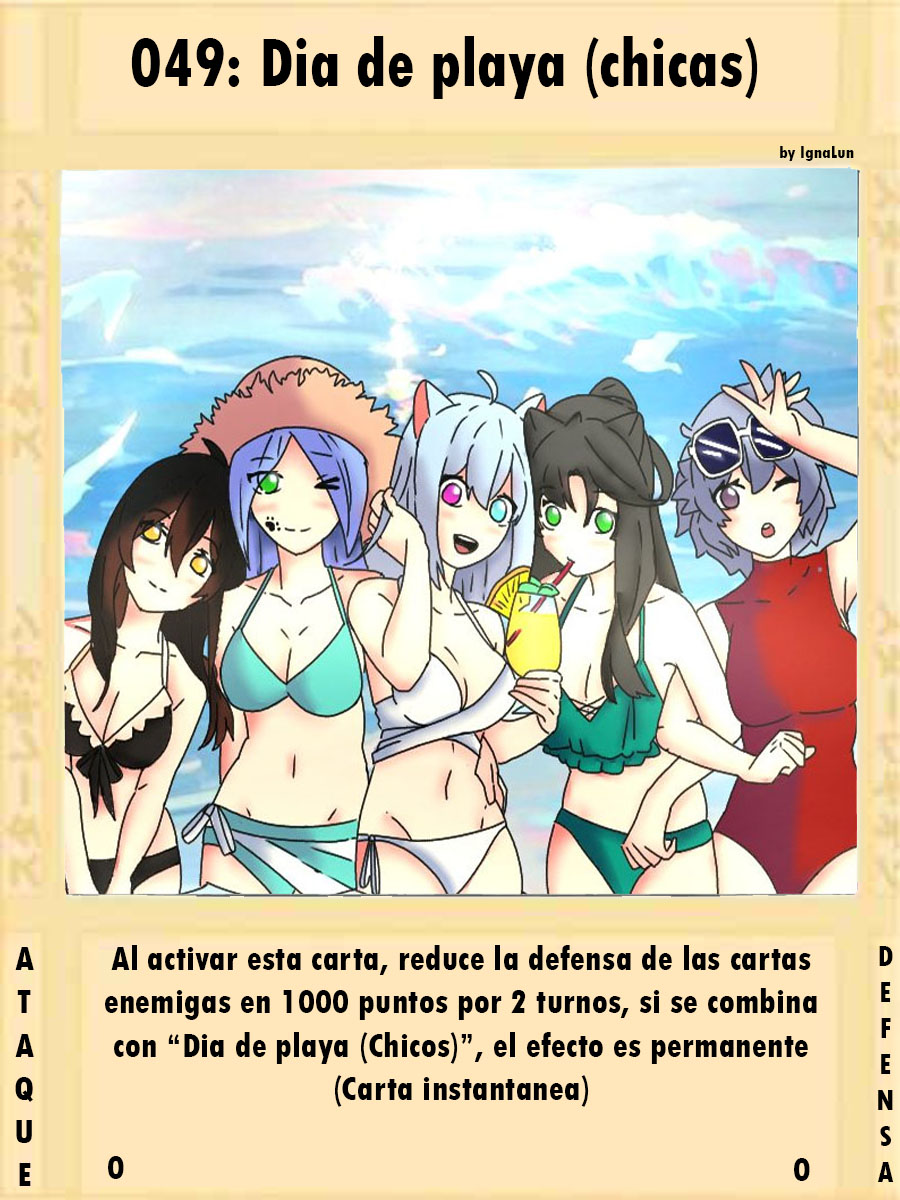 049: Dia de playa (chicas)
by IgnaLun
Al activar esta carta, reduce la defensa de las cartas
enemigas en 1000 puntos por 2 turnos, si se combina
con “Dia de playa (Chicos)”, el efecto es permanente
(Carta instantanea)
ATAQUE
0
0
DEFENSA